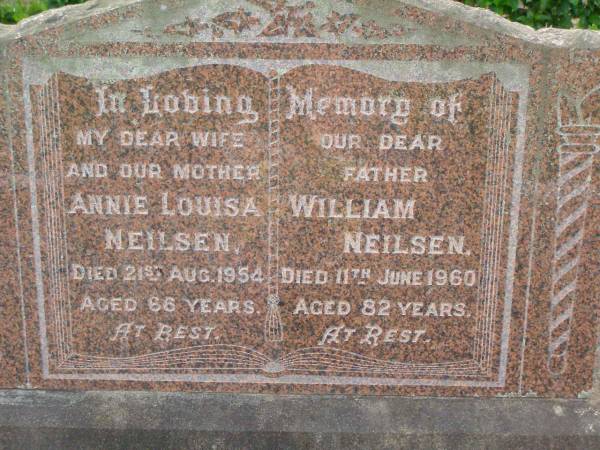 In Loving Memory of
MY DEAR WIFE
AND OUR MOTHER
ANNIE LOUISA
NEILSEN,
DIED 21ST AUG. 1954
AGED 66 YEARS.
AT REST.
OUR DEAR
FATHER
WILLIAM
NEILSEN.
DIED 11TH JUNE 1960
AGED 82 YEARS.
AT REST.